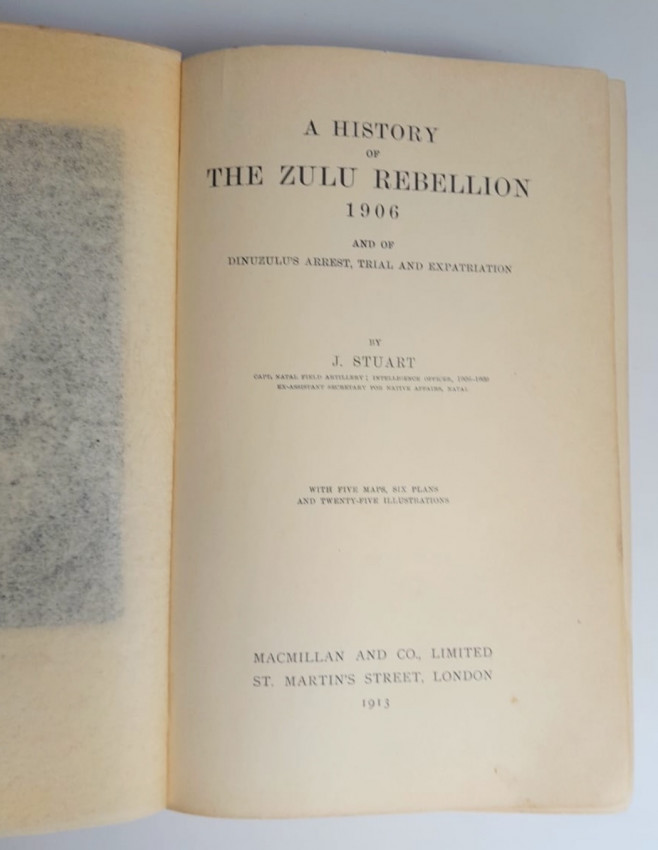 A HISTORY
OF
THE ZULU REBELLION
1906
AND OF
DINUZULU'S ARREST, TRIAL AND EXPATRIATION
BY
J. STUART
CAPT., NATAL FIELD ARTILLERY; INTELLIGENCE OFFICER,
EX-ASSISTANT SECRETARY FOR NATIVE AFFAIRS, NATAL
WITH FIVE MAPS, SIX PLANS
AND TWENTY-FIVE ILLUSTRATIONS
MACMILLAN AND CO., LIMITED
ST. MARTIN'S STREET, LONDON
1913